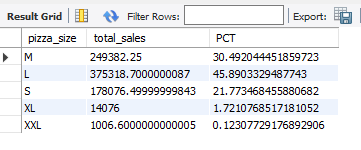 Result Grid Filter Rows: Export:
pizza_size total_sales PCT
M 249382.25 30.492044451859723
L 375318.7000000087 45.8903329487743
S 178076.49999999843 21.773468455880682
XL 14076 1.7210768517181052
XXL 1006.6000000000005 0.12307729176892906